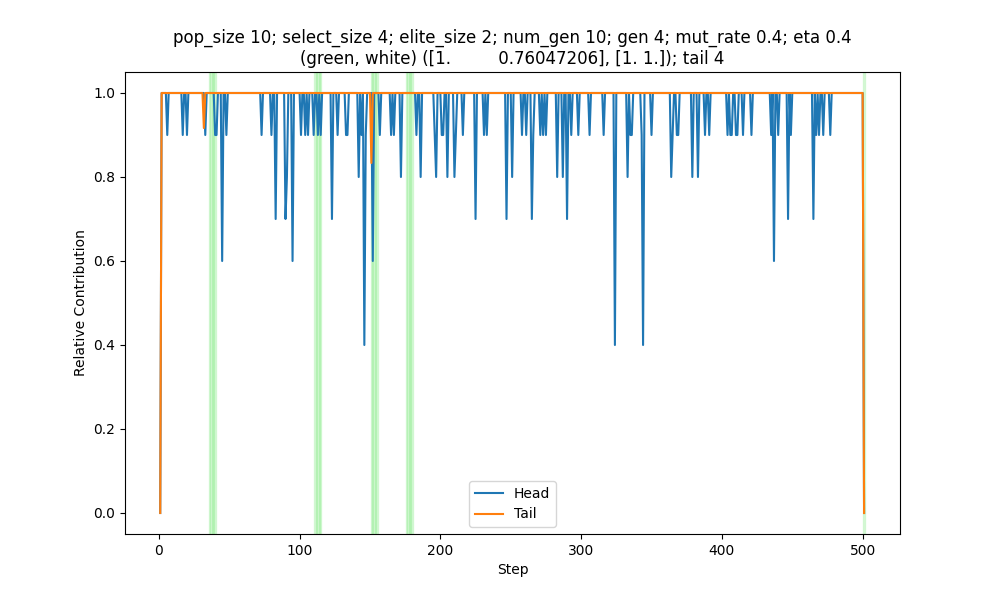 pop_size 10; select_size 4; elite_size 2; num_gen 10; gen 4; mut_rate 0.4; eta 0.4
(green, white) ([1.         0.76047206], [1. 1.]); tail 4
1.0
0.8
0.6
0.4
0.2
0.0
Relative Contribution
Head
Tail
0
100
200
300
400
500
Step